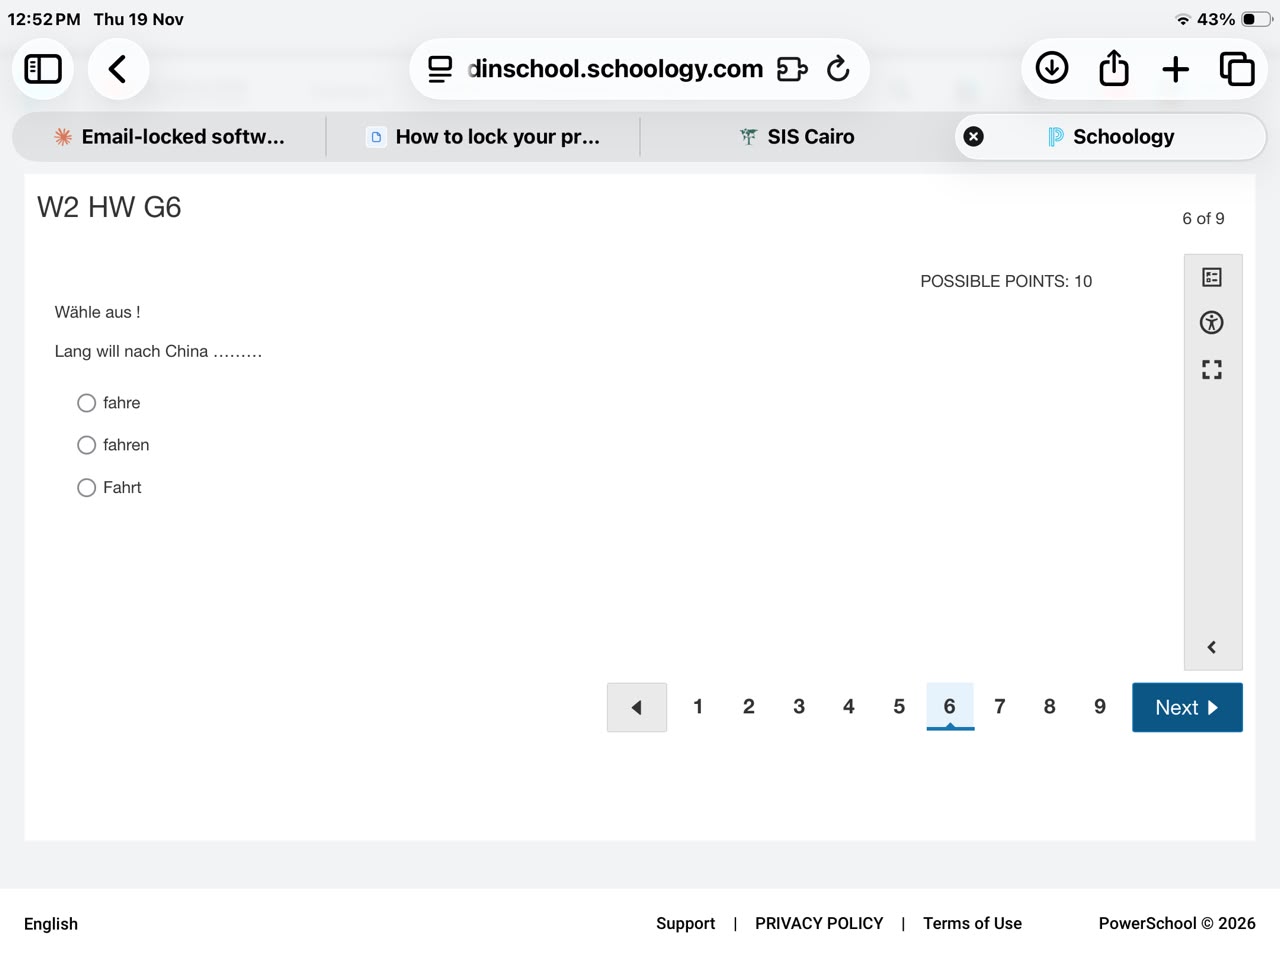 12:52 PM Thu 19 Nov
43%
dinschool.schoology.com
Email-locked softw...
How to lock your pr...
SIS Cairo
Schoology
W2 HW G6
6 of 9
POSSIBLE POINTS: 10
Wähle aus !
Lang will nach China .........
fahre
fahren
Fahrt
1 2 3 4 5 6 7 8 9 Next
English
Support | PRIVACY POLICY | Terms of Use PowerSchool © 2026